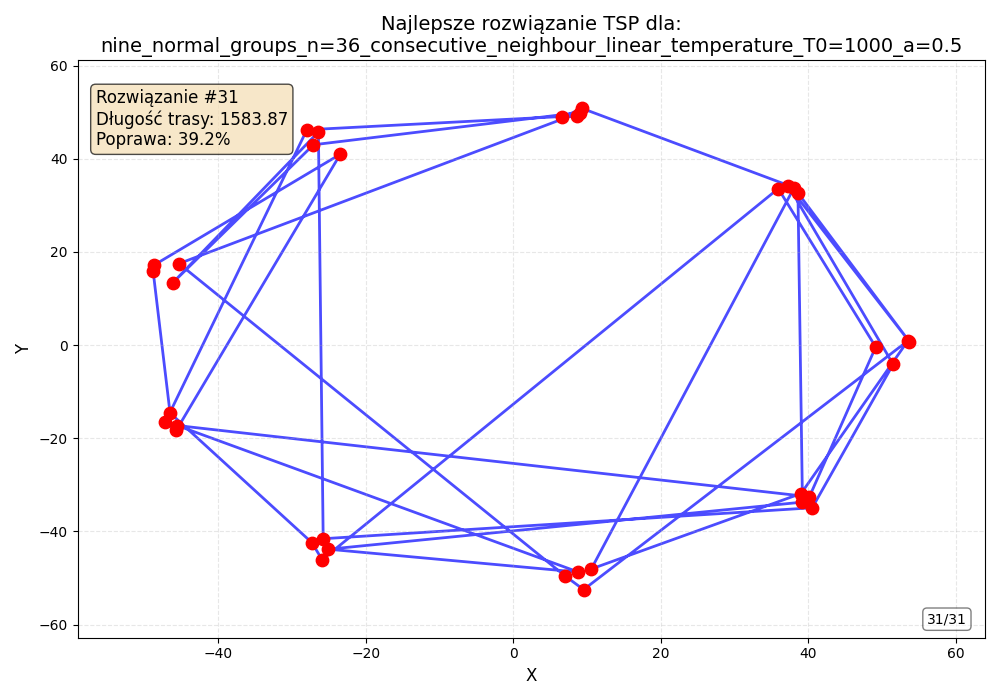 Najlepsze rozwiązanie TSP dla:
nine_normal_groups_n=36_consecutive_neighbour_linear_temperature_T0=1000_a=0.5
60
40
20
0
−20
−40
−60
Y
Rozwiązanie #31
Długość trasy: 1583.87
Poprawa: 39.2%
31/31
−40
−20
0
20
40
60
X